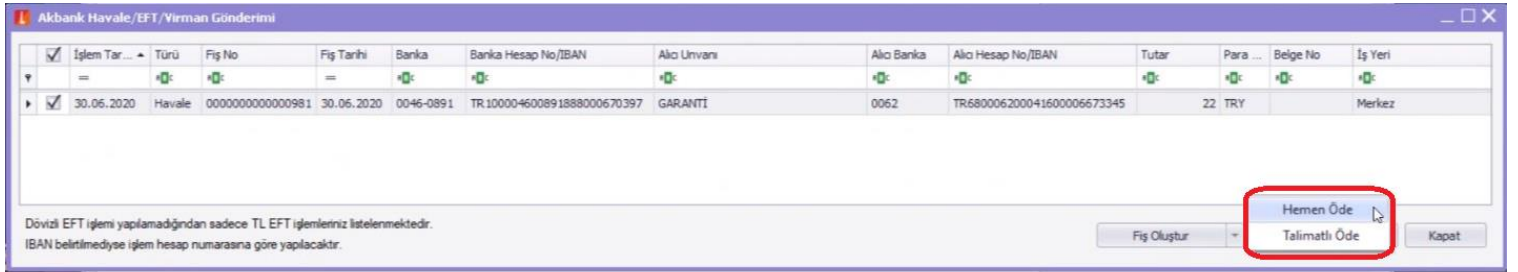 Akbank Havale/EFT/Virman Gönderimi
İşlem Tar... Türü Fiş No Fiş Tarihi Banka Banka Hesap No/IBAN Alıcı Unvanı Alıcı Banka Alıcı Hesap No/IBAN Tutar Para ... Belge No İş Yeri
30.06.2020 Havale 0000000000000981 30.06.2020 0046-0891 TR100004600891888000670397 GARANTİ 0062 TR680006200041600006673345 22 TRY Merkez
Dövizli EFT işlemi yapılamadığından sadece TL EFT işlemleriniz listelenmektedir.
IBAN belirtilmediyse işlem hesap numarasına göre yapılacaktır.
Hemen Öde
Fiş Oluştur Talimatlı Öde Kapat